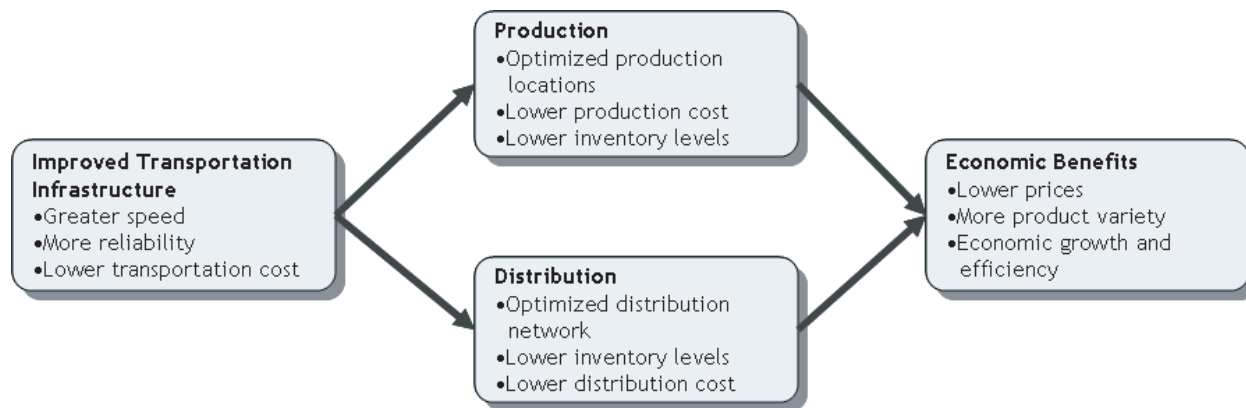 Improved Transportation
Infrastructure
•Greater speed
•More reliability
•Lower transportation cost
Production
•Optimized production
locations
•Lower production cost
•Lower inventory levels
Distribution
•Optimized distribution
network
•Lower inventory levels
•Lower distribution cost
Economic Benefits
•Lower prices
•More product variety
•Economic growth and
efficiency